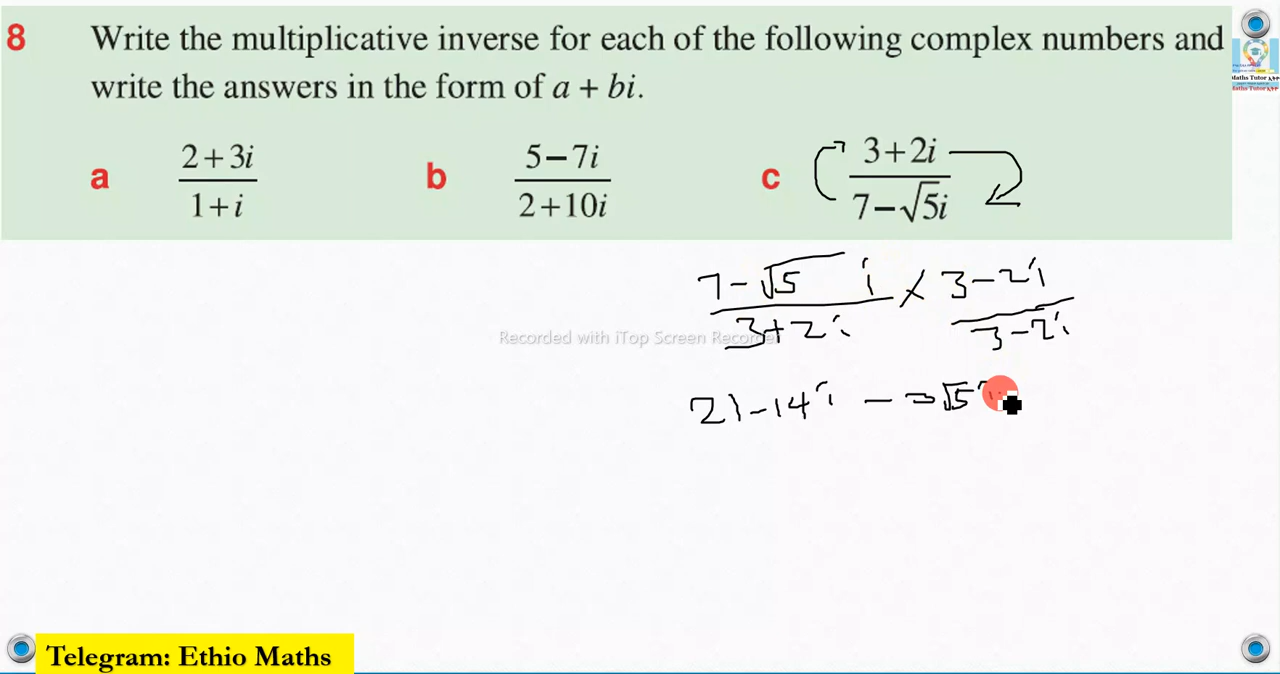 8 Write the multiplicative inverse for each of the following complex numbers and
write the answers in the form of a + bi.
a (2+3i)/(1+i) b (5−7i)/(2+10i) c (3+2i)/(7−√5i)
(7−√5 i)/(3+2i) × (3−2i)/(3−2i)
Recorded with iTop Screen Recorder
21−14i −
Telegram: Ethio Maths